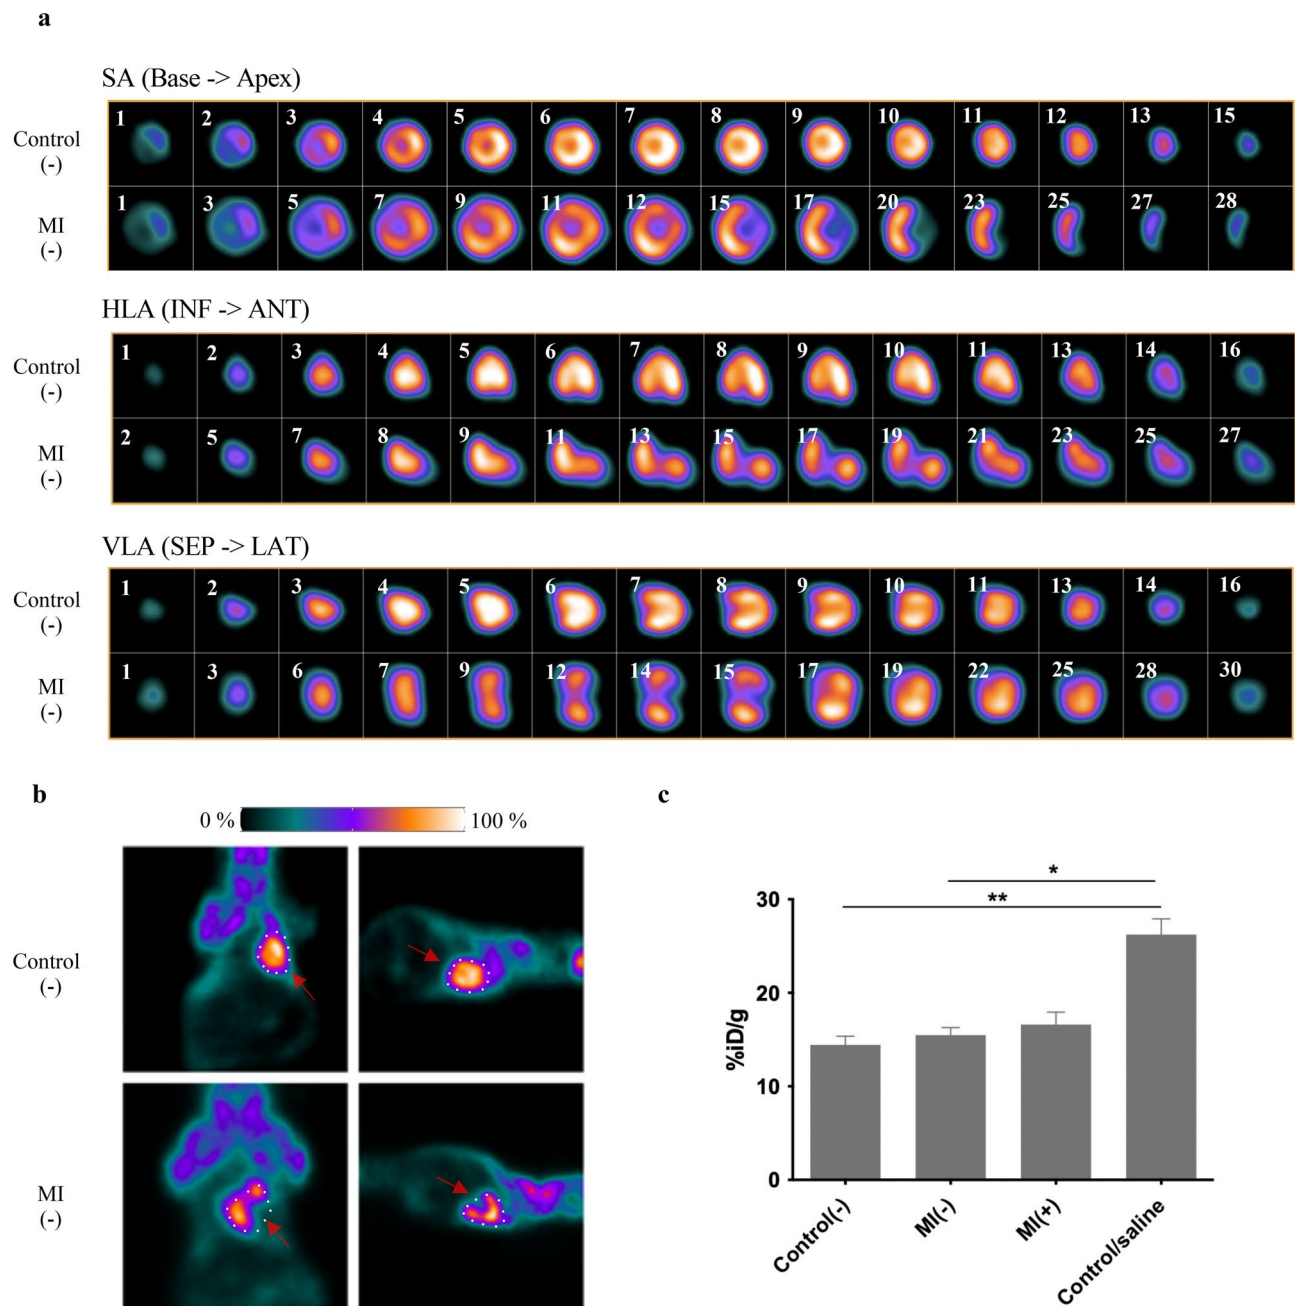 a
SA (Base -> Apex)
Control
(-)
1 2 3 4 5 6 7 8 9 10 11 12 13 15
MI
(-)
1 3 5 7 9 11 12 15 17 20 23 25 27 28
HLA (INF -> ANT)
Control
(-)
1 2 3 4 5 6 7 8 9 10 11 13 14 16
MI
(-)
2 5 7 8 9 11 13 15 17 19 21 23 25 27
VLA (SEP -> LAT)
Control
(-)
1 2 3 4 5 6 7 8 9 10 11 13 14 16
MI
(-)
1 3 6 7 9 12 14 15 17 19 22 25 28 30
b
0 % 100 %
Control
(-)
MI
(-)
c
*
**
30
20
10
0
%iD/g
Control(-)
MI(-)
MI(+)
Control/saline